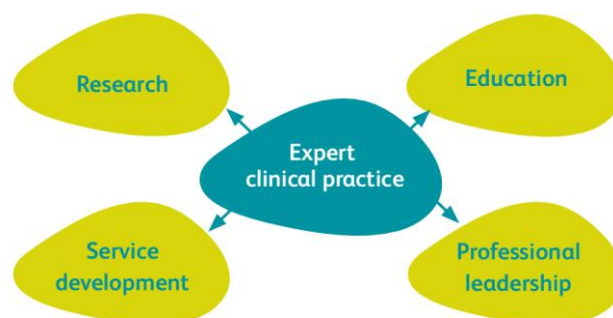 Research
Education
Expert
clinical practice
Service
development
Professional
leadership